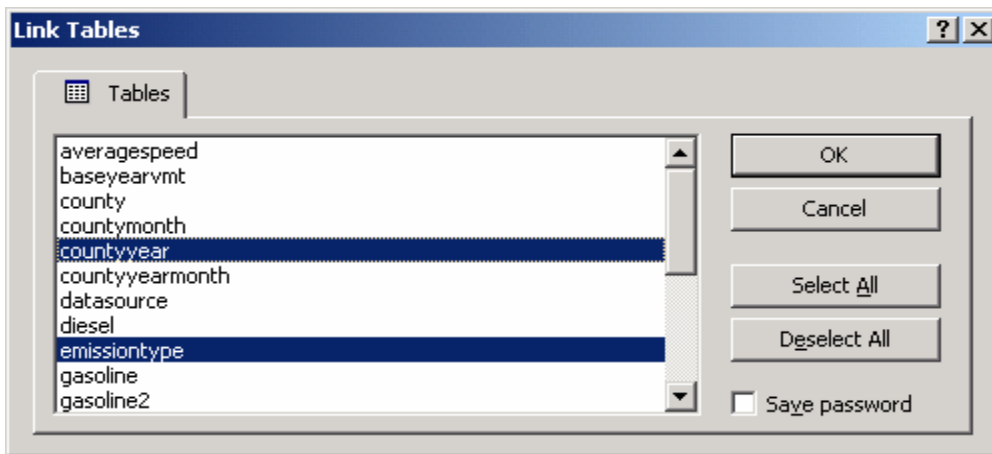 Link Tables
Tables
averagespeed
baseyearvmt
county
countymonth
countyyear
countyyearmonth
datasource
diesel
emissiontype
gasoline
gasoline2
OK
Cancel
Select All
Deselect All
Save password